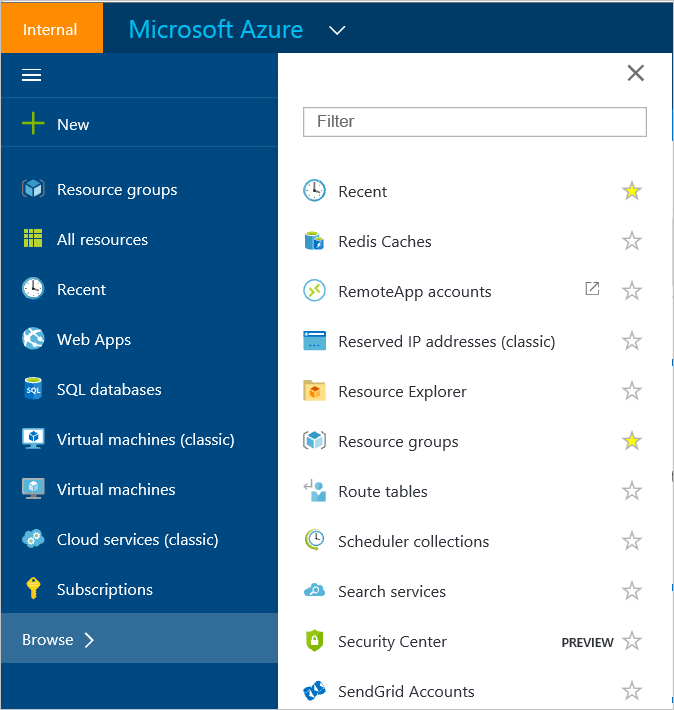 Internal
Microsoft Azure
New
Resource groups
All resources
Recent
Web Apps
SQL
SQL databases
Virtual machines (classic)
Virtual machines
Cloud services (classic)
Subscriptions
Browse
Filter
Recent
Redis Caches
RemoteApp accounts
Reserved IP addresses (classic)
Resource Explorer
Resource groups
Route tables
Scheduler collections
Search services
Security Center PREVIEW
SendGrid Accounts